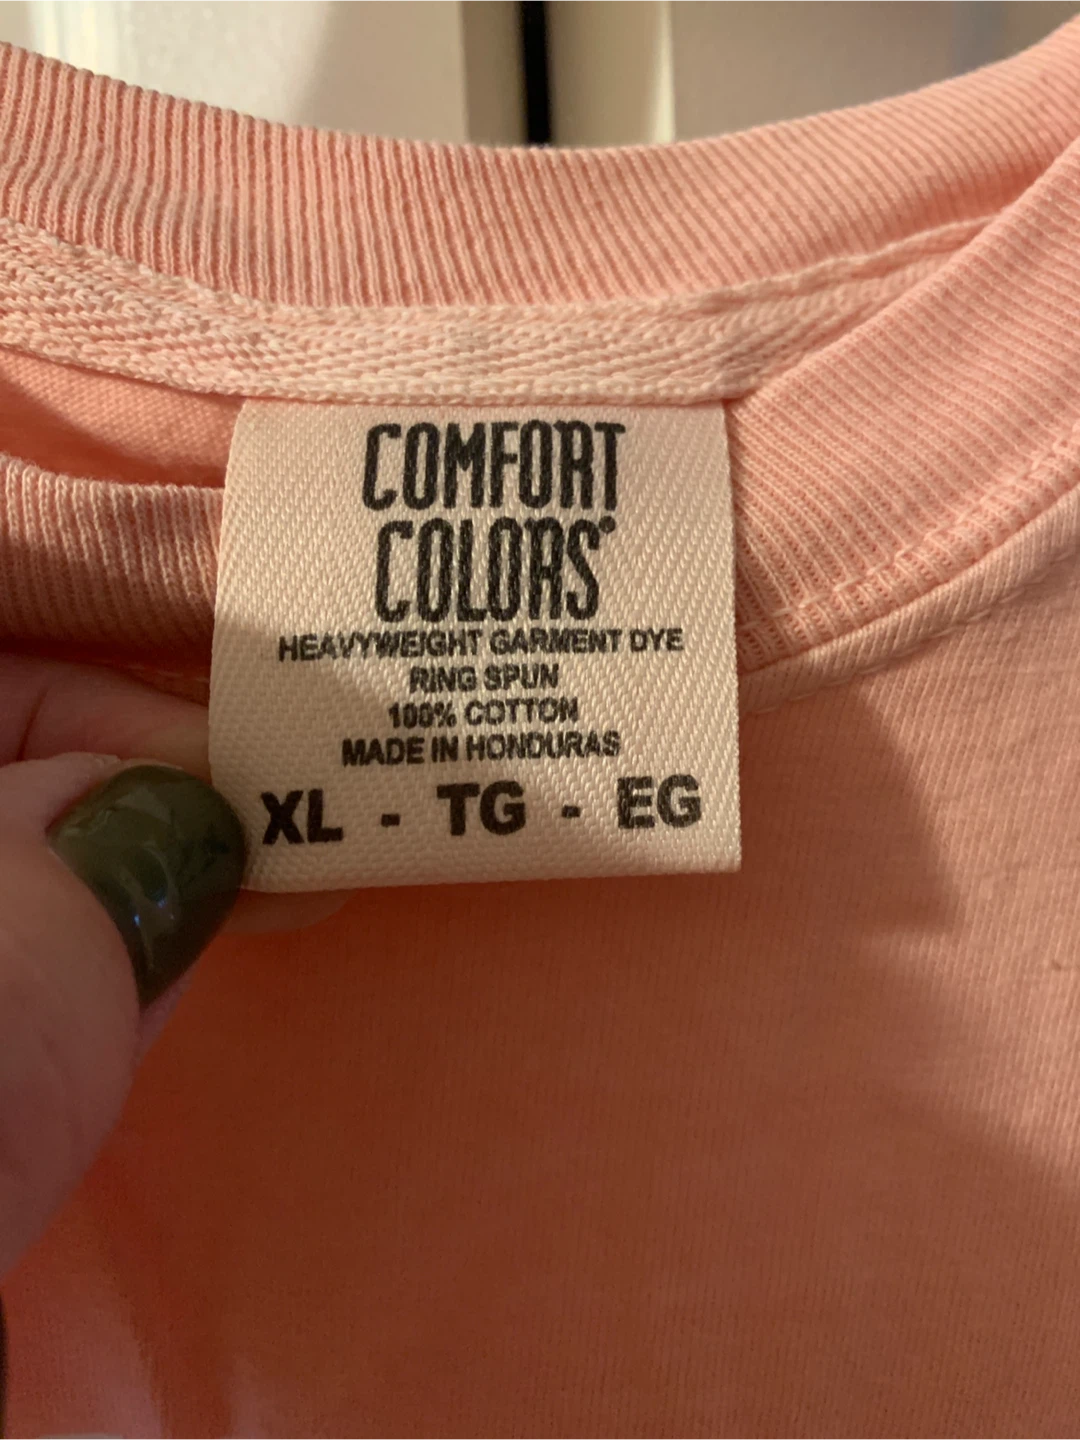 COMFORT
COLORS®
HEAVYWEIGHT GARMENT DYE
RING SPUN
100% COTTON
MADE IN HONDURAS
XL - TG - EG